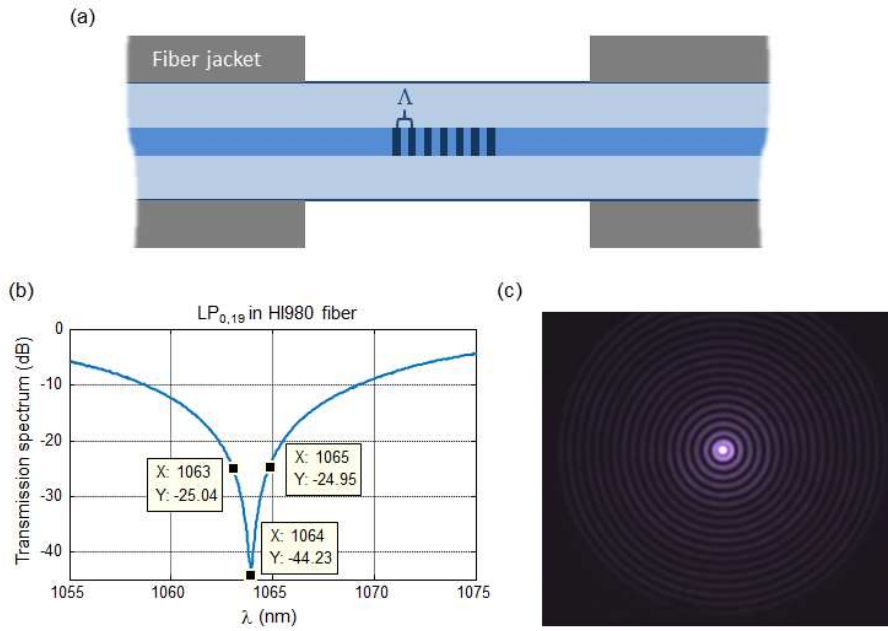 (a)
Fiber jacket
Λ
(b)
LP0,19 in HI980 fiber
Transmission spectrum (dB)
0
-10
-20
-30
-40
X: 1063
Y: -25.04
X: 1065
Y: -24.95
X: 1064
Y: -44.23
1055
1060
1065
1070
1075
λ (nm)
(c)